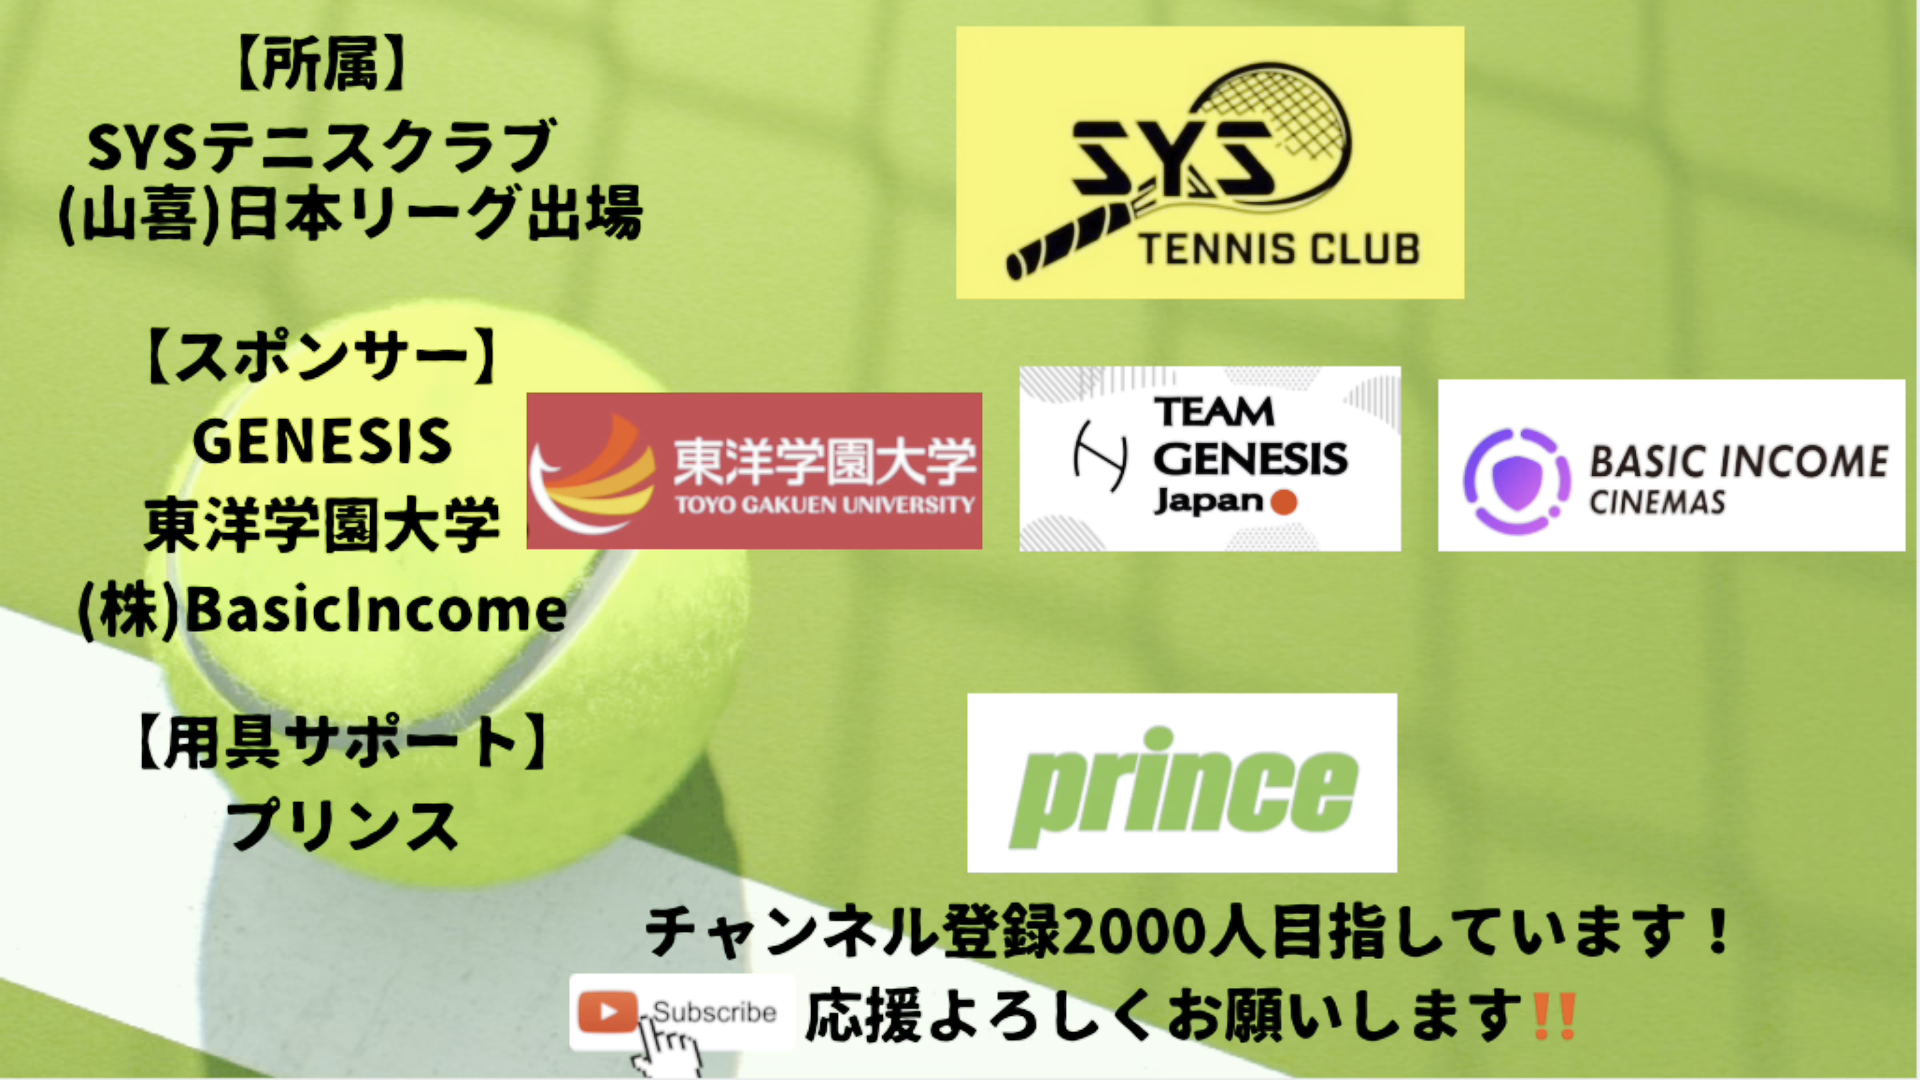 【所属】
SYSテニスクラブ
(山喜)日本リーグ出場
SYS
TENNIS CLUB
【スポンサー】
GENESIS
東洋学園大学
(株)BasicIncome
東洋学園大学
TOYO GAKUEN UNIVERSITY
TEAM
GENESIS
Japan
BASIC INCOME
CINEMAS
【用具サポート】
プリンス
prince
チャンネル登録2000人目指しています！
Subscribe
応援よろしくお願いします‼️